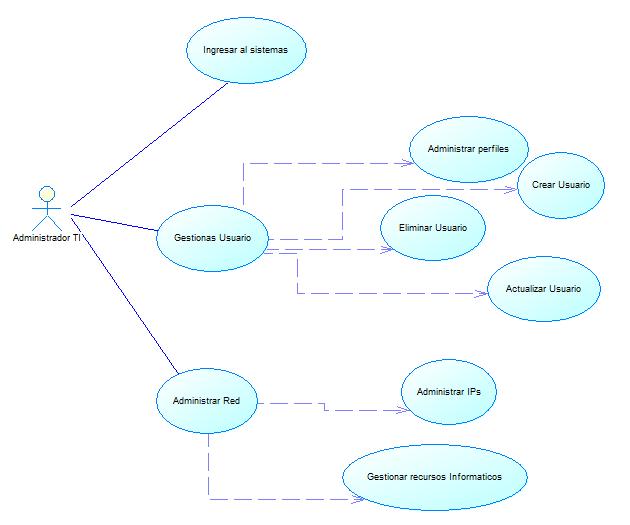 Ingresar al sistemas
Administrar perfiles
Crear Usuario
Administrador TI
Gestionas Usuario
Eliminar Usuario
Actualizar Usuario
Administrar Red
Administrar IPs
Gestionar recursos Informaticos